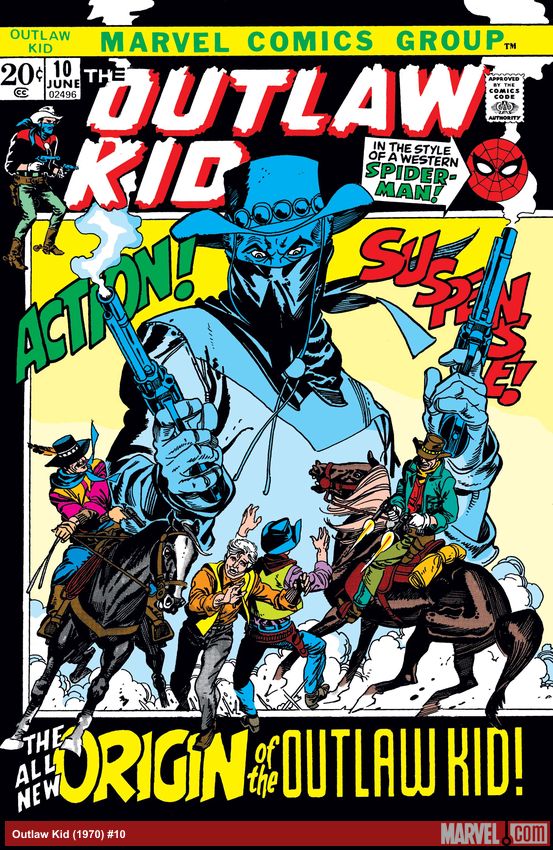 OUTLAW
KID
MARVEL COMICS GROUP™
20¢
CC
10
JUNE
02496
APPROVED
BY THE
COMICS
CODE
AUTHORITY
THE
OUTLAW
KID
IN THE STYLE
OF A WESTERN
SPIDER-
MAN!
ACTION!
SUSPENSE!
THE
ALL
NEW
ORIGIN of the OUTLAW KID!
Outlaw Kid (1970) #10
MARVEL.com